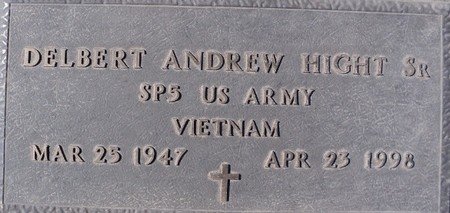 DELBERT ANDREW HIGHT SR
SP5 US ARMY
VIETNAM
MAR 25 1947 APR 23 1998